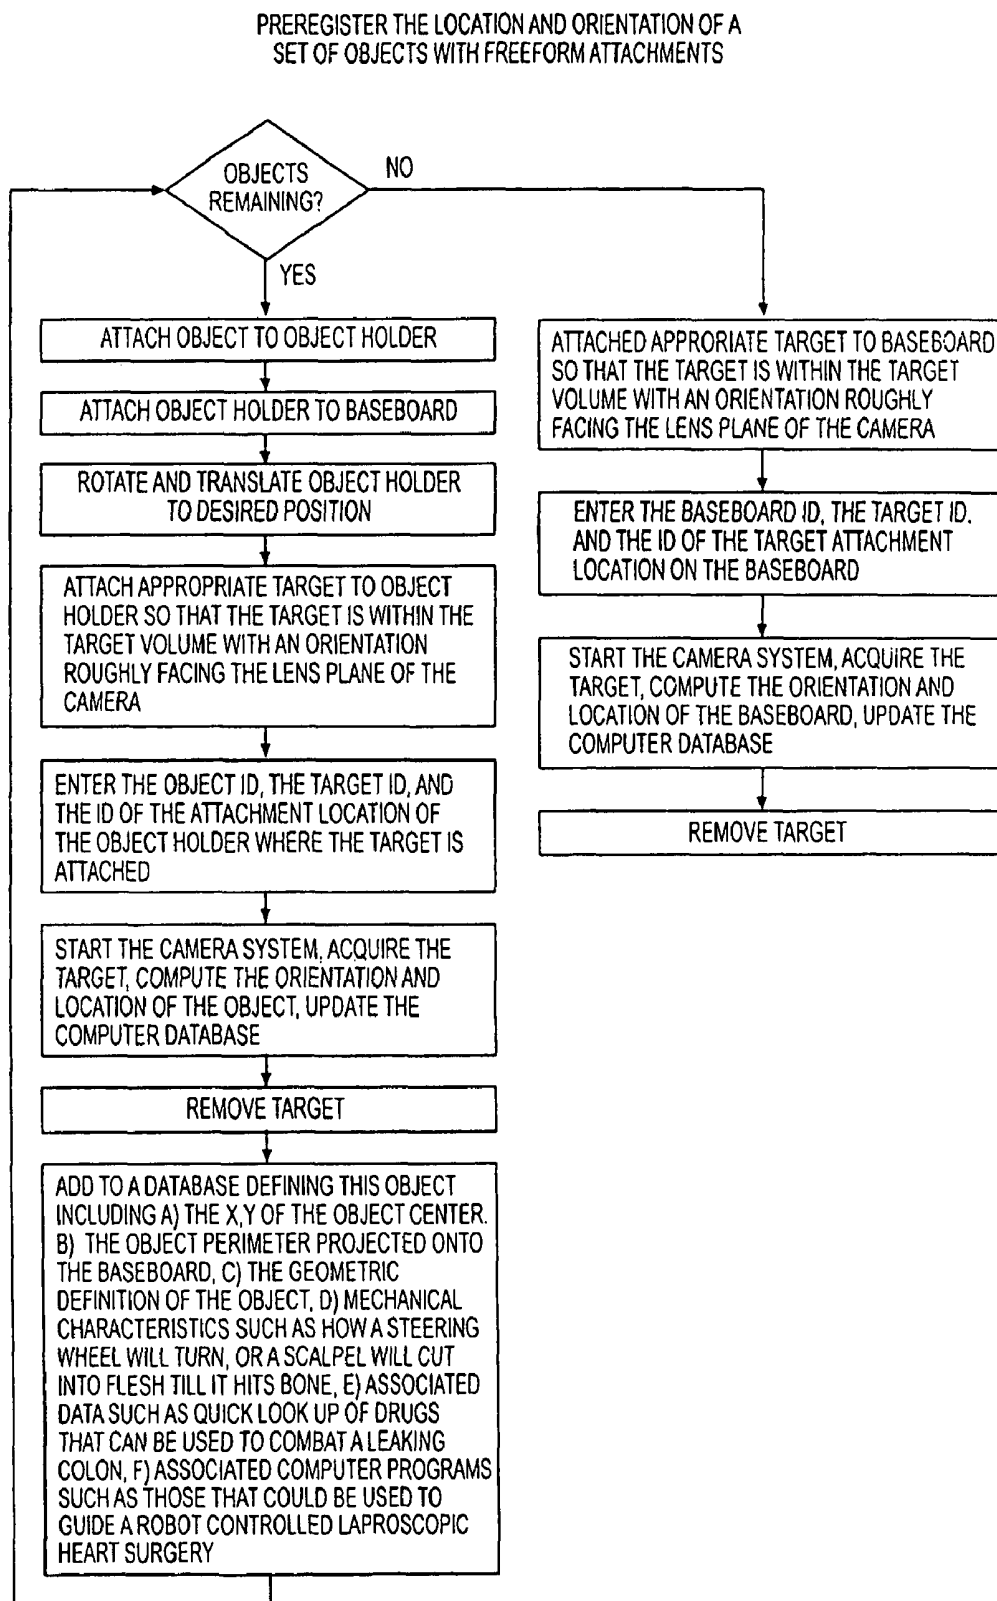 PREREGISTER THE LOCATION AND ORIENTATION OF A
SET OF OBJECTS WITH FREEFORM ATTACHMENTS
OBJECTS
REMAINING?
NO
YES
ATTACH OBJECT TO OBJECT HOLDER
ATTACH OBJECT HOLDER TO BASEBOARD
ROTATE AND TRANSLATE OBJECT HOLDER
TO DESIRED POSITION
ATTACH APPROPRIATE TARGET TO OBJECT
HOLDER SO THAT THE TARGET IS WITHIN THE
TARGET VOLUME WITH AN ORIENTATION
ROUGHLY FACING THE LENS PLANE OF THE
CAMERA
ENTER THE OBJECT ID, THE TARGET ID, AND
THE ID OF THE ATTACHMENT LOCATION OF
THE OBJECT HOLDER WHERE THE TARGET IS
ATTACHED
START THE CAMERA SYSTEM, ACQUIRE THE
TARGET, COMPUTE THE ORIENTATION AND
LOCATION OF THE OBJECT, UPDATE THE
COMPUTER DATABASE
REMOVE TARGET
ADD TO A DATABASE DEFINING THIS OBJECT
INCLUDING A) THE X,Y OF THE OBJECT CENTER.
B) THE OBJECT PERIMETER PROJECTED ONTO
THE BASEBOARD, C) THE GEOMETRIC
DEFINITION OF THE OBJECT, D) MECHANICAL
CHARACTERISTICS SUCH AS HOW A STEERING
WHEEL WILL TURN, OR A SCALPEL WILL CUT
INTO FLESH TILL IT HITS BONE, E) ASSOCIATED
DATA SUCH AS QUICK LOOK UP OF DRUGS
THAT CAN BE USED TO COMBAT A LEAKING
COLON, F) ASSOCIATED COMPUTER PROGRAMS
SUCH AS THOSE THAT COULD BE USED TO
GUIDE A ROBOT CONTROLLED LAPROSCOPIC
HEART SURGERY
ATTACHED APPRORIATE TARGET TO BASEBOARD
SO THAT THE TARGET IS WITHIN THE TARGET
VOLUME WITH AN ORIENTATION ROUGHLY
FACING THE LENS PLANE OF THE CAMERA
ENTER THE BASEBOARD ID, THE TARGET ID.
AND THE ID OF THE TARGET ATTACHMENT
LOCATION ON THE BASEBOARD
START THE CAMERA SYSTEM, ACQUIRE THE
TARGET, COMPUTE THE ORIENTATION AND
LOCATION OF THE BASEBOARD, UPDATE THE
COMPUTER DATABASE
REMOVE TARGET